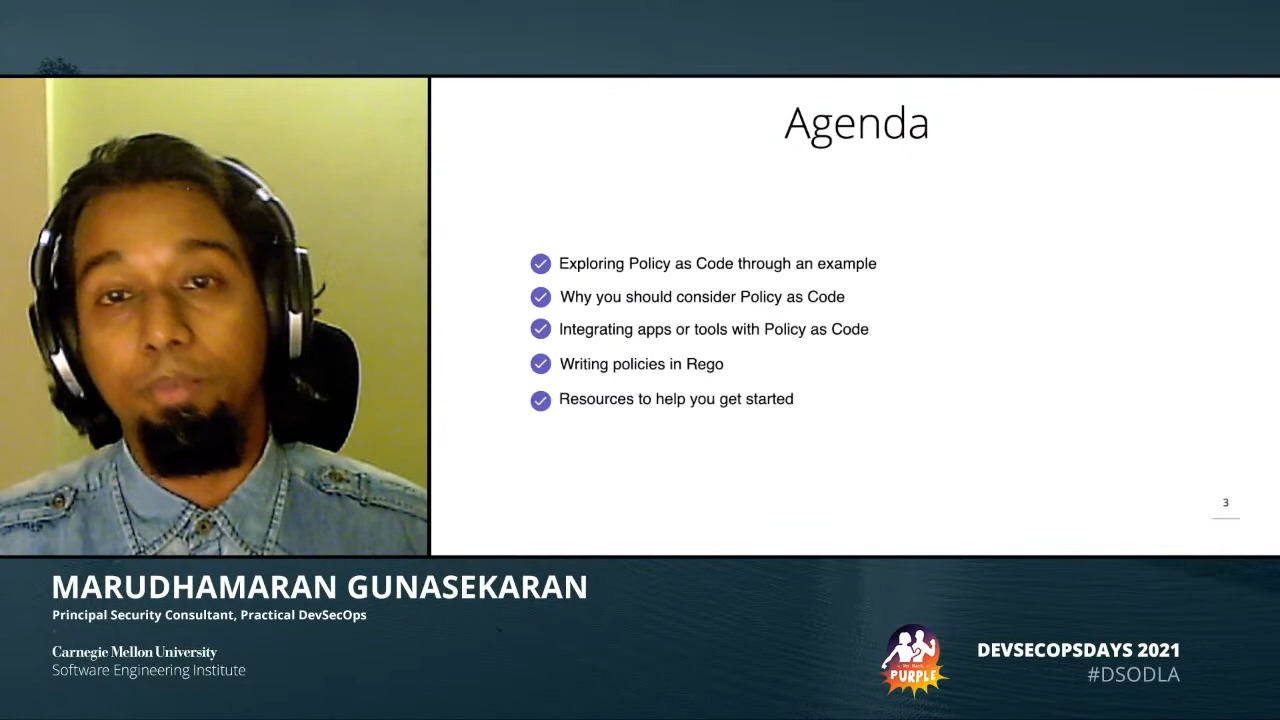 Agenda
Exploring Policy as Code through an example
Why you should consider Policy as Code
Integrating apps or tools with Policy as Code
Writing policies in Rego
Resources to help you get started
3
MARUDHAMARAN GUNASEKARAN
Principal Security Consultant, Practical DevSecOps
Carnegie Mellon University
Software Engineering Institute
We Hack
PURPLE
DEVSECOPSDAYS 2021
#DSODLA